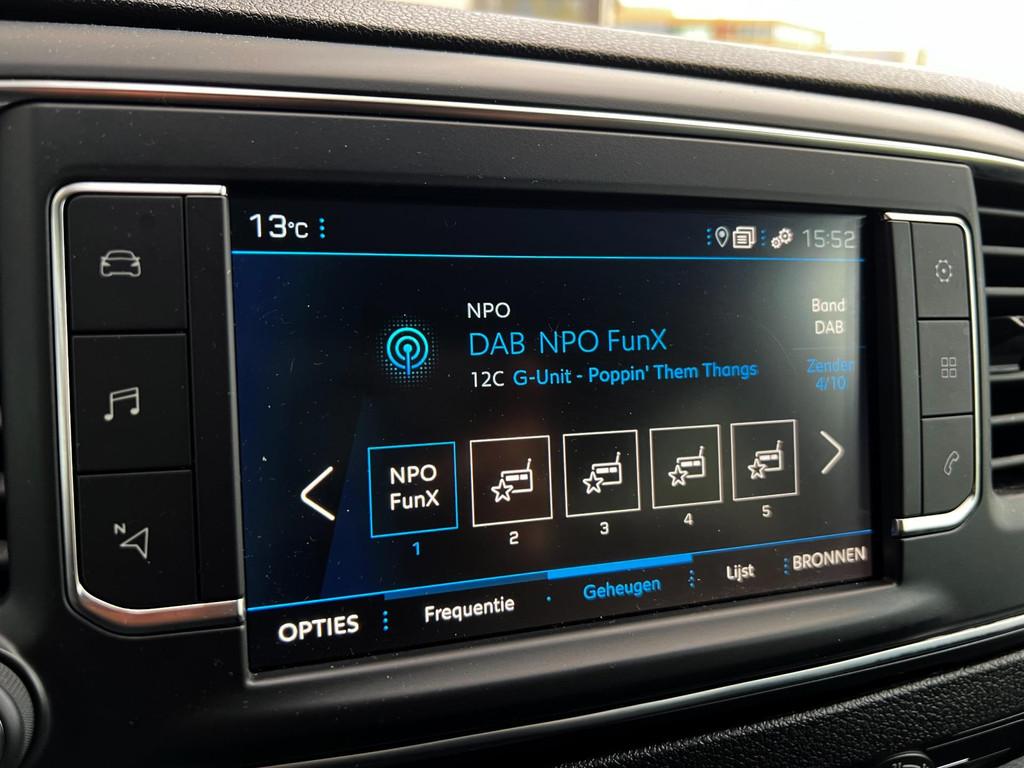 13°C
15:52
NPO
DAB NPO FunX
12C G-Unit - Poppin' Them Thangs
Band
DAB
Zender
4/10
NPO
FunX
1
2
3
4
5
OPTIES
Frequentie
Geheugen
Lijst
BRONNEN
N